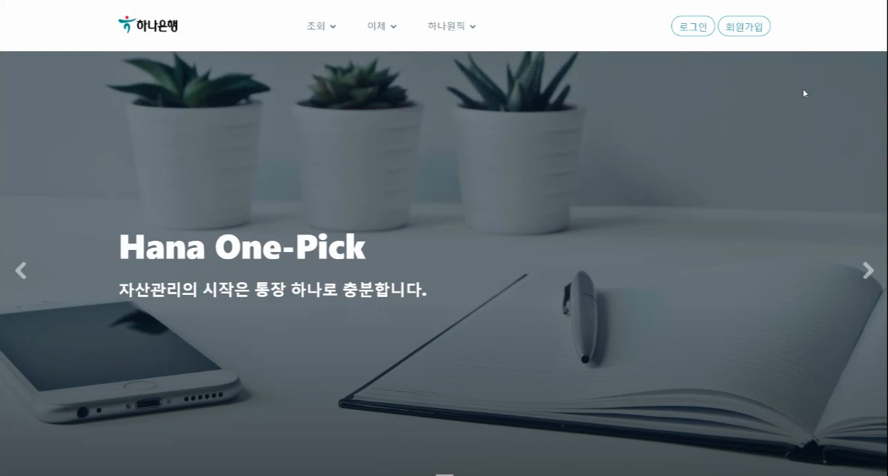 하나은행
조회
이체
하나원픽
로그인
회원가입
Hana One-Pick
자산관리의 시작은 통장 하나로 충분합니다.